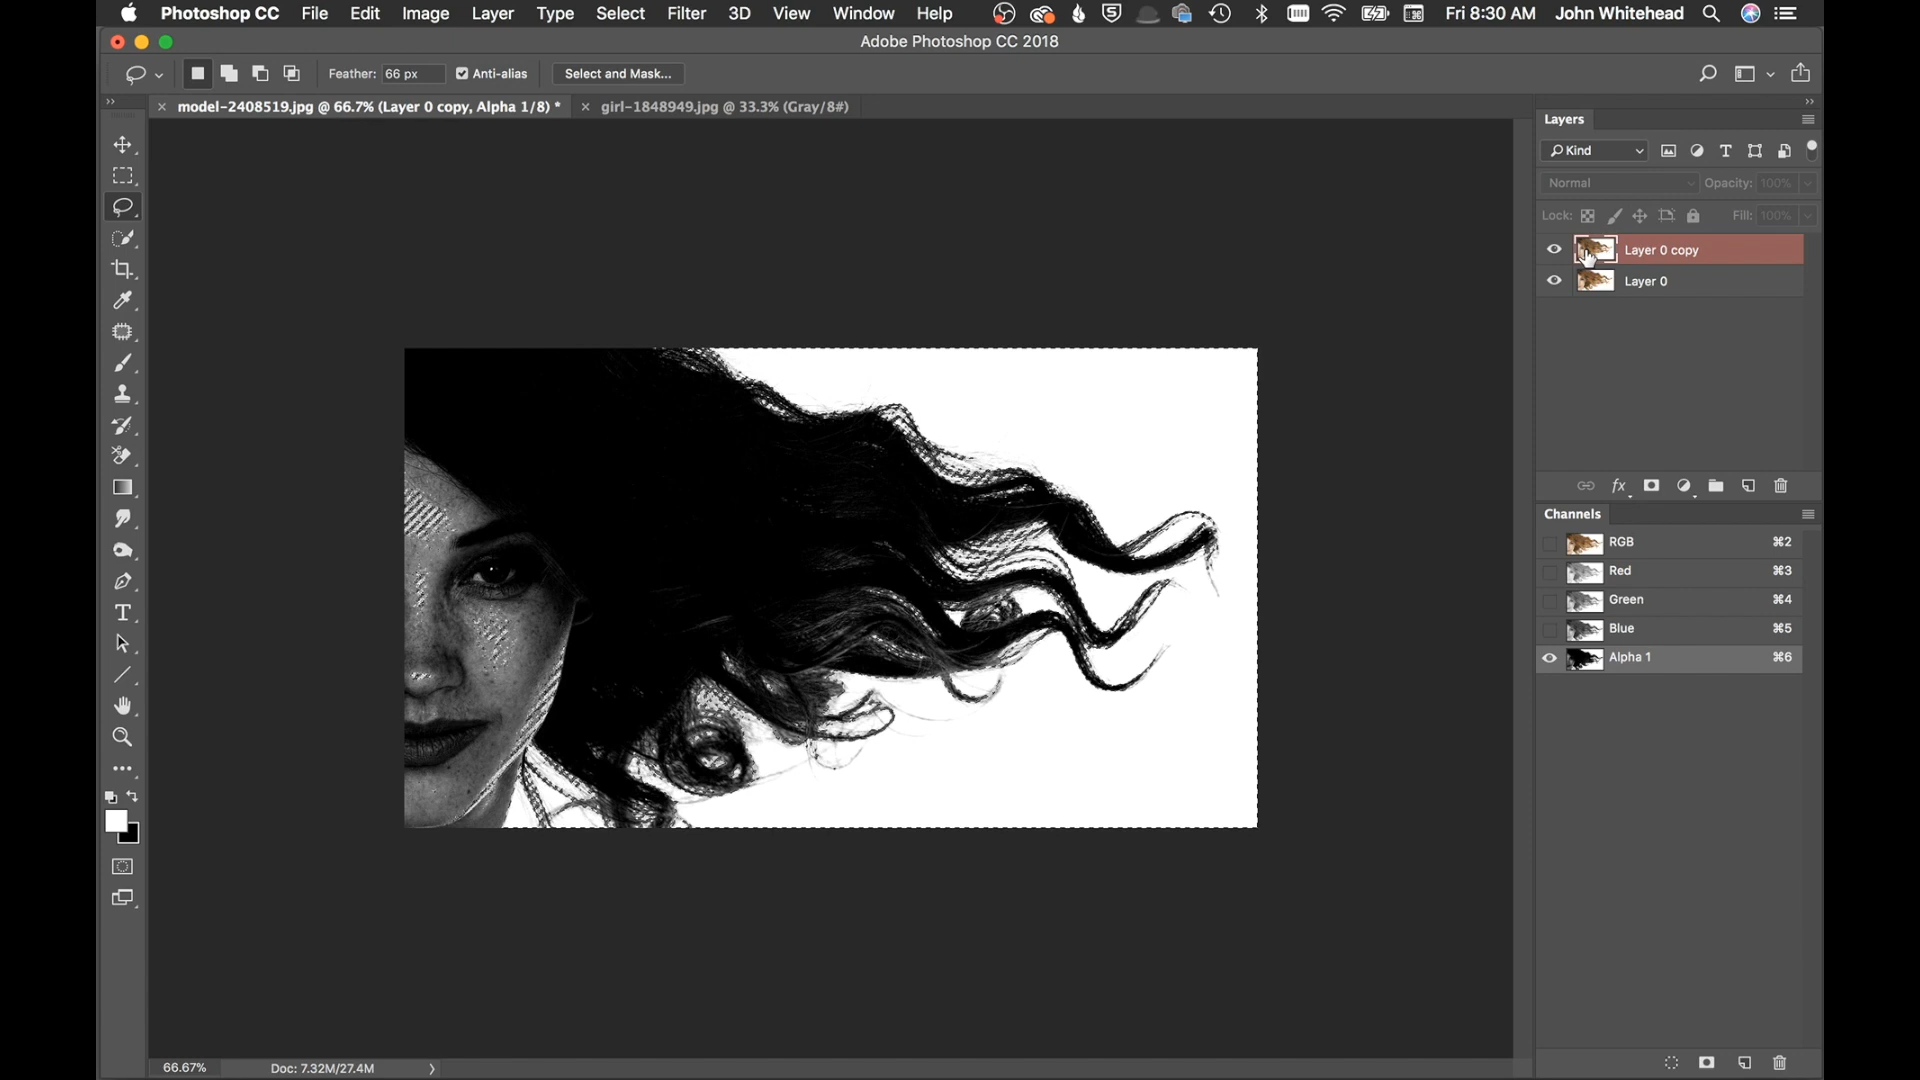 Photoshop CC File Edit Image Layer Type Select Filter 3D View Window Help Fri 8:30 AM John Whitehead
Adobe Photoshop CC 2018
Feather: 66 px Anti-alias Select and Mask...
model-2408519.jpg @ 66.7% (Layer 0 copy, Alpha 1/8) * girl-1848949.jpg @ 33.3% (Gray/8#)
Layers
Kind
Normal Opacity: 100%
Lock: Fill: 100%
Layer 0 copy
Layer 0
fx
Channels
RGB ⌘2
Red ⌘3
Green ⌘4
Blue ⌘5
Alpha 1 ⌘6
66.67% Doc: 7.32M/27.4M